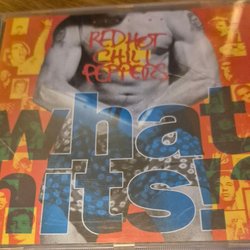 RED HOT
CHILI
PEPPERS
what
hits!?